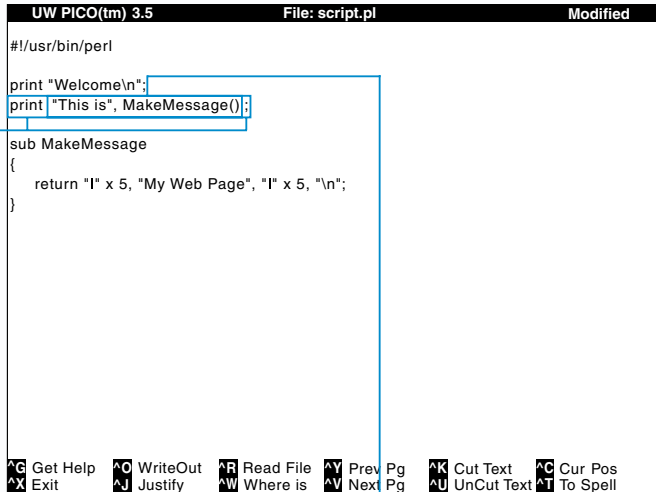 UW PICO(tm) 3.5 File: script.pl Modified
#!/usr/bin/perl
print "Welcome\n";
print "This is", MakeMessage();
sub MakeMessage
{
return "l" x 5, "My Web Page", "l" x 5, "\n";
}
^G Get Help ^O WriteOut ^R Read File ^Y Prev Pg ^K Cut Text ^C Cur Pos
^X Exit ^J Justify ^W Where is ^V Next Pg ^U UnCut Text ^T To Spell